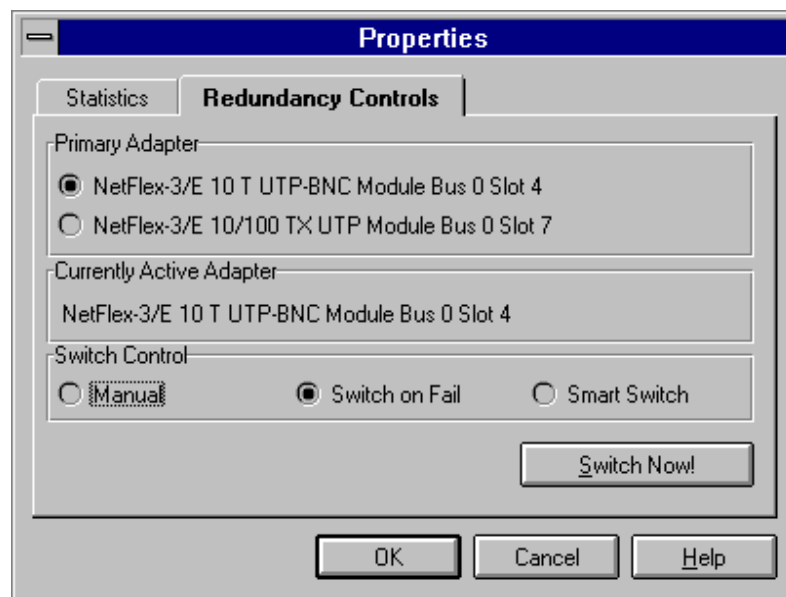 Properties
Statistics Redundancy Controls
Primary Adapter
NetFlex-3/E 10 T UTP-BNC Module Bus 0 Slot 4
NetFlex-3/E 10/100 TX UTP Module Bus 0 Slot 7
Currently Active Adapter
NetFlex-3/E 10 T UTP-BNC Module Bus 0 Slot 4
Switch Control
Manual Switch on Fail Smart Switch
Switch Now!
OK Cancel Help